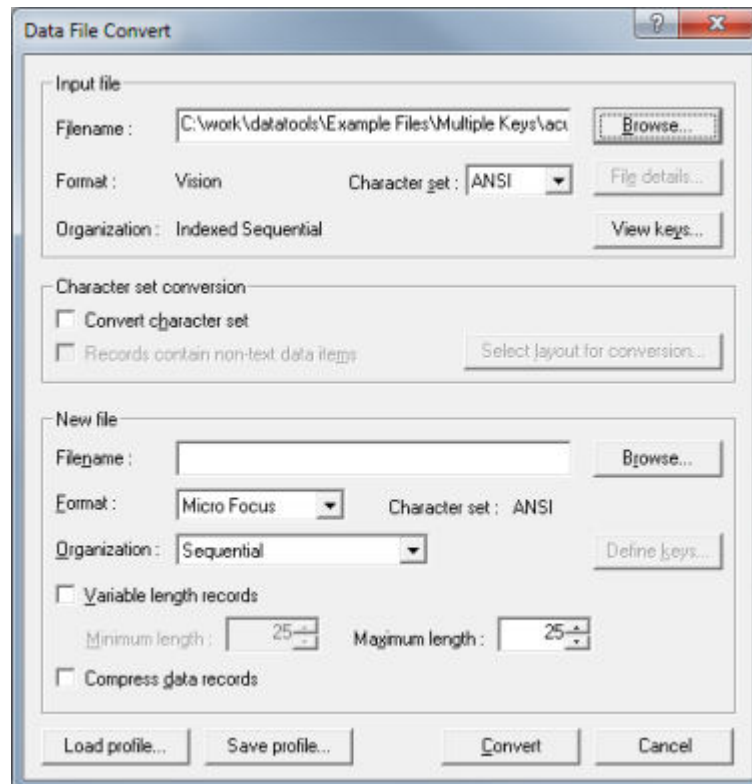 Data File Convert
Input file
Filename : C:\work\datatools\Example Files\Multiple Keys\acu Browse...
Format : Vision Character set : ANSI File details...
Organization : Indexed Sequential View keys...
Character set conversion
Convert character set
Records contain non-text data items Select layout for conversion...
New file
Filename : Browse...
Format : Micro Focus Character set : ANSI
Organization : Sequential Define keys...
Variable length records
Minimum length : 25 Maximum length : 25
Compress data records
Load profile... Save profile... Convert Cancel